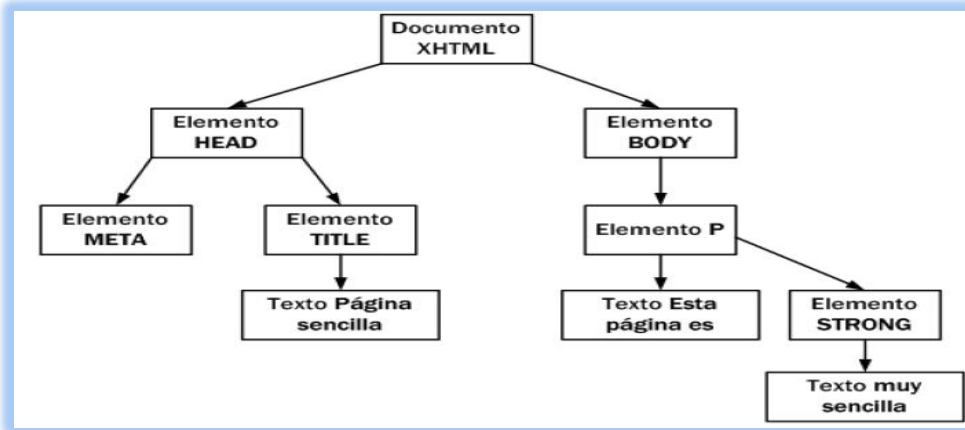 Documento
XHTML
Elemento
HEAD
Elemento
BODY
Elemento
META
Elemento
TITLE
Elemento P
Texto Página
sencilla
Texto Esta
página es
Elemento
STRONG
Texto muy
sencilla